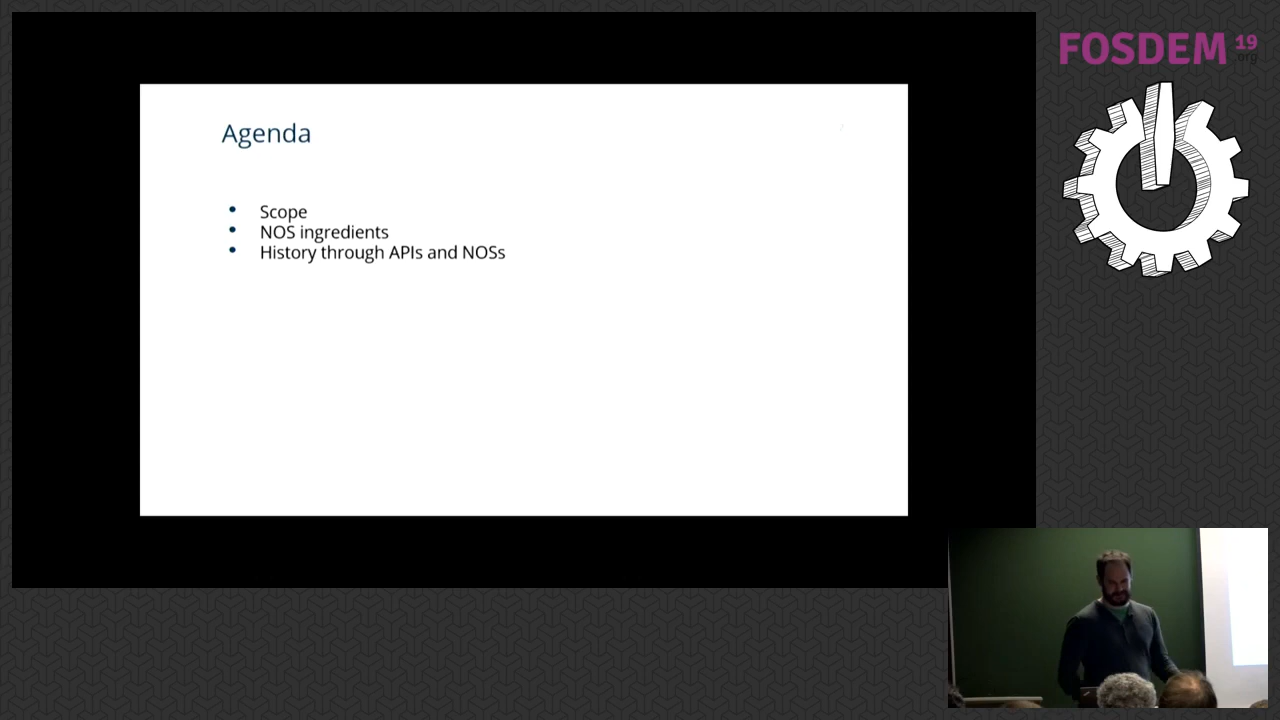 Agenda
• Scope
• NOS ingredients
• History through APIs and NOSs
FOSDEM 19
.org